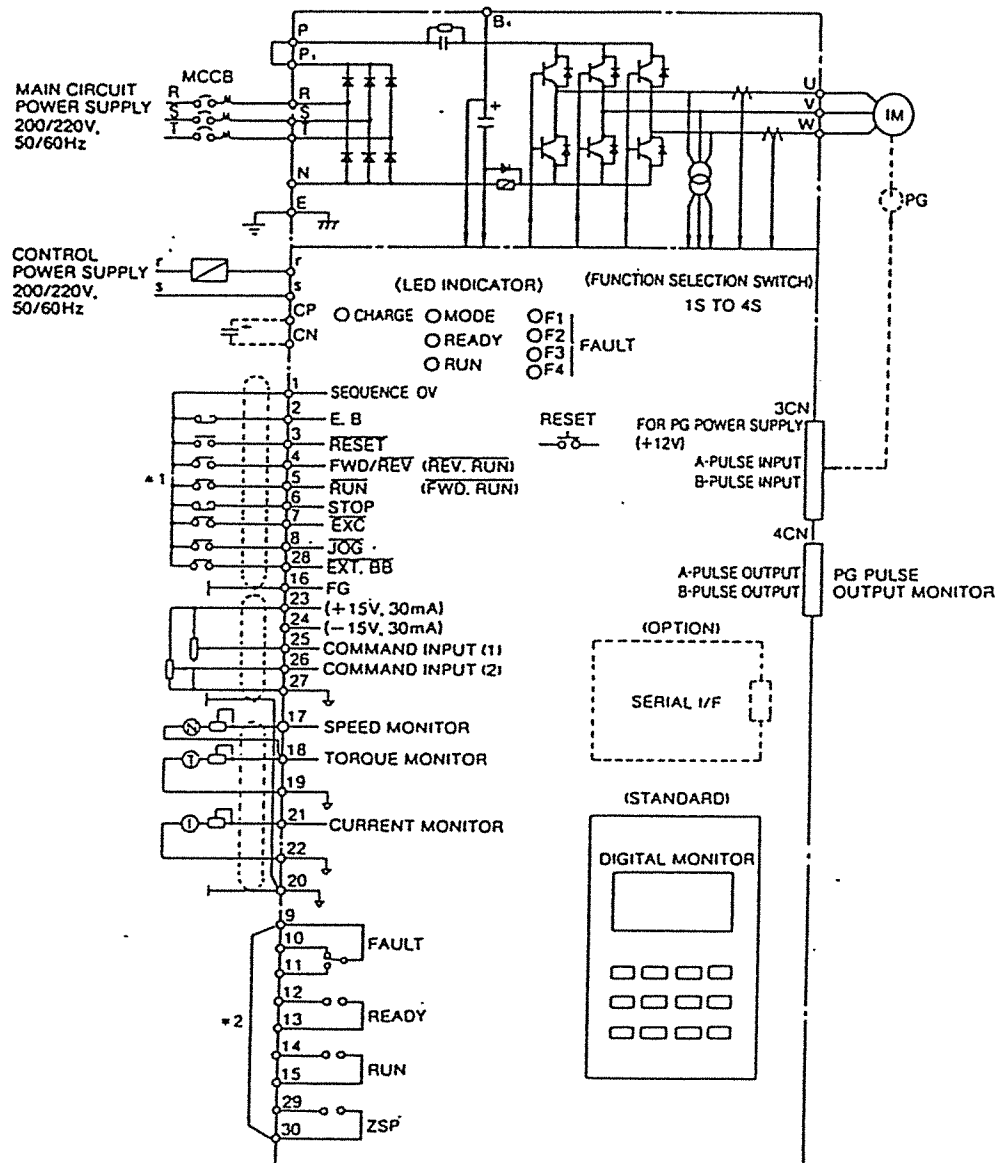 P
B₁
P₁
MCCB
MAIN CIRCUIT
POWER SUPPLY
200/220V,
50/60Hz
R
S
T
R
S
T
U
V
W
IM
N
E
PG
CONTROL
POWER SUPPLY
200/220V,
50/60Hz
r
s
r
s
CP
CN
(LED INDICATOR)
(FUNCTION SELECTION SWITCH)
1S TO 4S
CHARGE
MODE
READY
RUN
F1
F2
F3
F4
FAULT
1 SEQUENCE 0V
2 E.B
3 RESET
4 FWD/REV (REV. RUN)
5 RUN (FWD. RUN)
6 STOP
7 EXC
8 JOG
28 EXT. BB
16 FG
*1
RESET
3CN
FOR PG POWER SUPPLY
(+12V)
A-PULSE INPUT
B-PULSE INPUT
4CN
A-PULSE OUTPUT
B-PULSE OUTPUT
PG PULSE
OUTPUT MONITOR
23 (+15V, 30mA)
24 (−15V, 30mA)
25 COMMAND INPUT (1)
26 COMMAND INPUT (2)
27
(OPTION)
SERIAL I/F
N
17 SPEED MONITOR
T
18 TORQUE MONITOR
19
I
21 CURRENT MONITOR
22
20
(STANDARD)
DIGITAL MONITOR
9
10
11
FAULT
12
13
READY
*2
14
15
RUN
29
30
ZSP